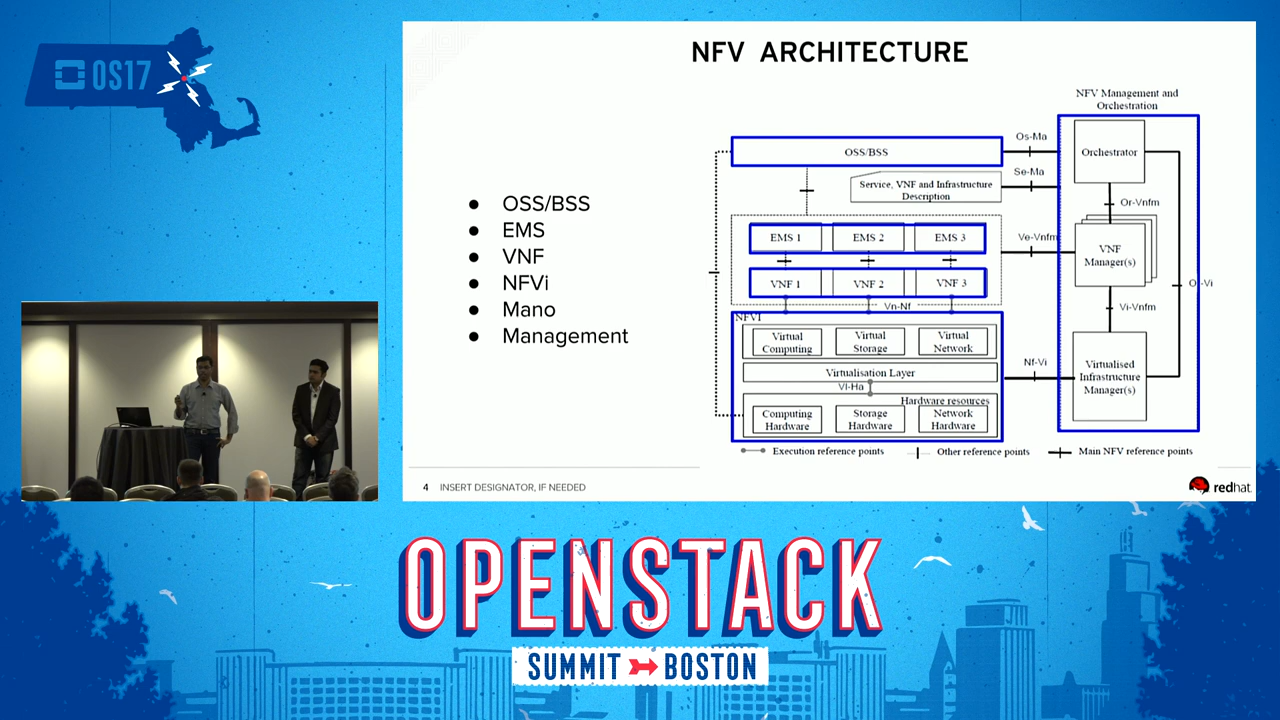 OS17
NFV ARCHITECTURE
OSS/BSS
EMS
VNF
NFVi
Mano
Management
NFV Management and
Orchestration
Os-Ma
OSS/BSS
Orchestrator
Se-Ma
Service, VNF and Infrastructure
Description
Or-Vnfm
EMS 1
EMS 2
EMS 3
Ve-Vnfm
VNF
Manager(s)
VNF 1
VNF 2
VNF 3
Vn-Nf
Vi-Vnfm
NFVI
Virtual
Computing
Virtual
Storage
Virtual
Network
Virtualisation Layer
Nf-Vi
Virtualised
Infrastructure
Manager(s)
Vl-Ha
Hardware resources
Computing
Hardware
Storage
Hardware
Network
Hardware
Execution reference points
Other reference points
Main NFV reference points
4 INSERT DESIGNATOR, IF NEEDED
redhat.
OPENSTACK
SUMMIT BOSTON